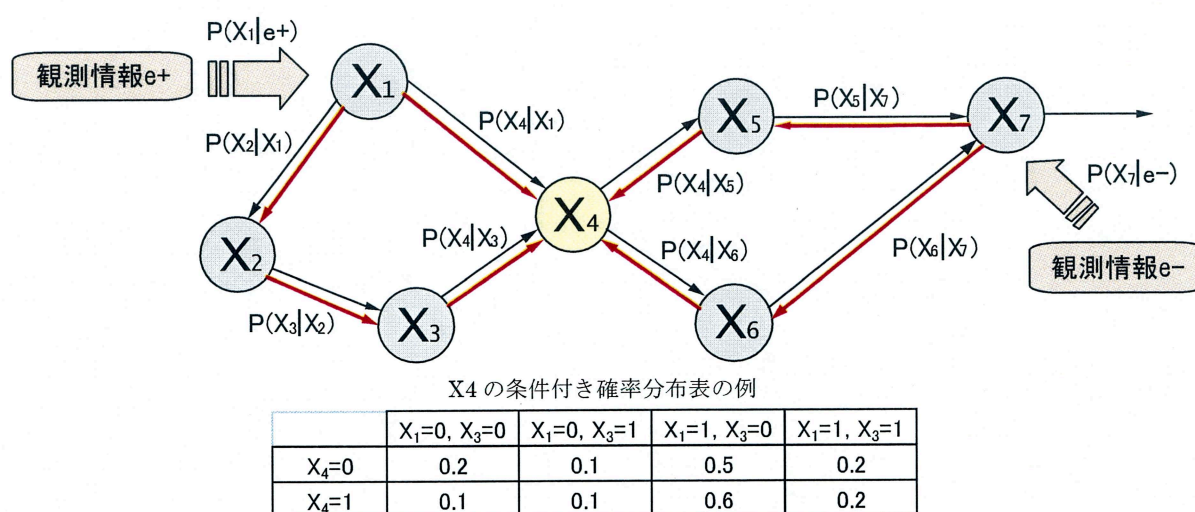 P(X₁|e+)
観測情報e+
X₁
P(X₂|X₁)
P(X₄|X₁)
X₅
P(X₅|X₇)
X₇
P(X₄|X₅)
P(X₇|e−)
X₄
P(X₄|X₃)
P(X₄|X₆)
P(X₆|X₇)
X₂
観測情報e−
P(X₃|X₂)
X₃
X₆
X4 の条件付き確率分布表の例
X₁=0, X₃=0 X₁=0, X₃=1 X₁=1, X₃=0 X₁=1, X₃=1
X₄=0 0.2 0.1 0.5 0.2
X₄=1 0.1 0.1 0.6 0.2